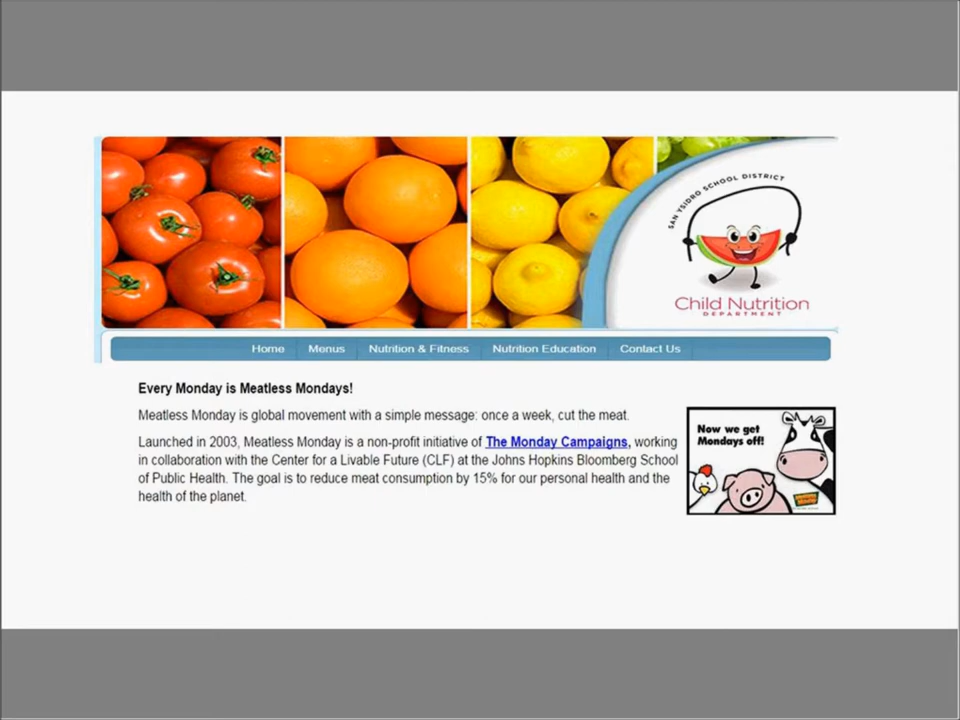 SAN YSIDRO SCHOOL DISTRICT
Child Nutrition
DEPARTMENT
Home Menus Nutrition & Fitness Nutrition Education Contact Us
Every Monday is Meatless Mondays!
Meatless Monday is global movement with a simple message: once a week, cut the meat.
Launched in 2003, Meatless Monday is a non-profit initiative of The Monday Campaigns, working
in collaboration with the Center for a Livable Future (CLF) at the Johns Hopkins Bloomberg School
of Public Health. The goal is to reduce meat consumption by 15% for our personal health and the
health of the planet.
Now we get
Mondays off!